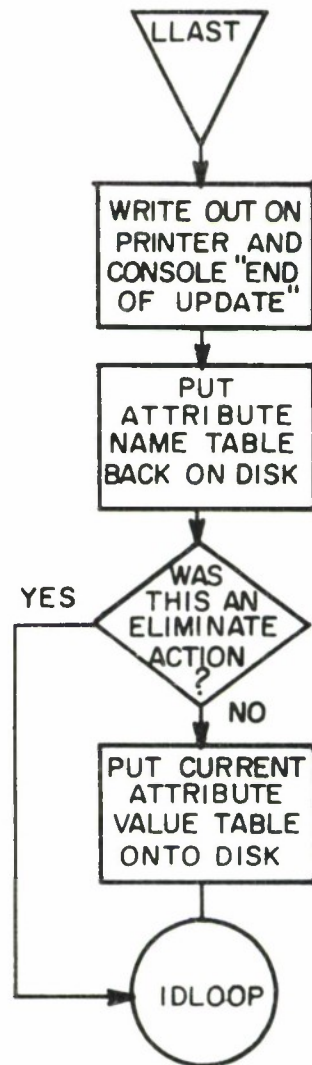 LLAST
WRITE OUT ON
PRINTER AND
CONSOLE "END
OF UPDATE"
PUT
ATTRIBUTE
NAME TABLE
BACK ON DISK
WAS
THIS AN
ELIMINATE
ACTION
?
YES
NO
PUT CURRENT
ATTRIBUTE
VALUE TABLE
ONTO DISK
IDLOOP